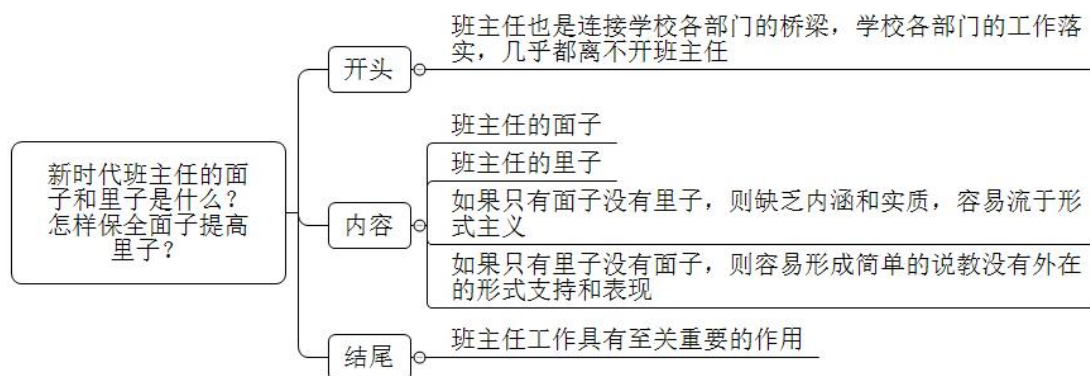 班主任也是连接学校各部门的桥梁，学校各部门的工作落
实，几乎都离不开班主任
开头
班主任的面子
班主任的里子
新时代班主任的面
子和里子是什么？
怎样保全面子提高
里子？
内容
如果只有面子没有里子，则缺乏内涵和实质，容易流于形
式主义
如果只有里子没有面子，则容易形成简单的说教没有外在
的形式支持和表现
结尾
班主任工作具有至关重要的作用